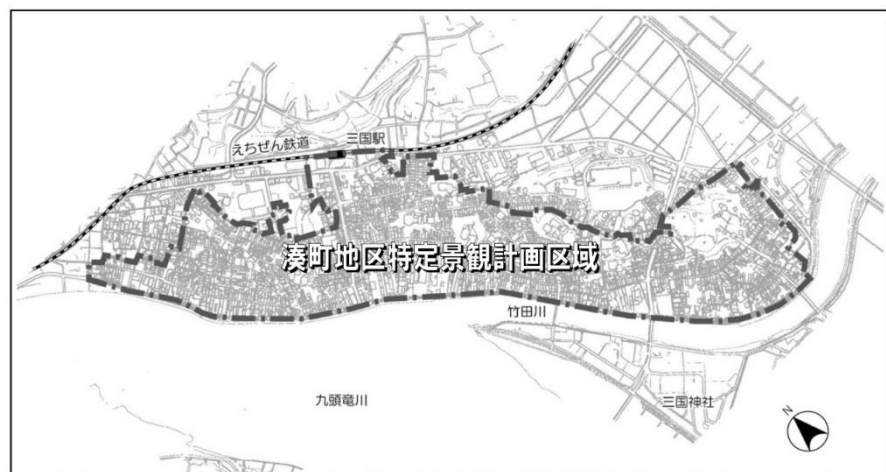 三国駅
えちぜん鉄道
湊町地区特定景観計画区域
竹田川
九頭竜川
三国神社
N